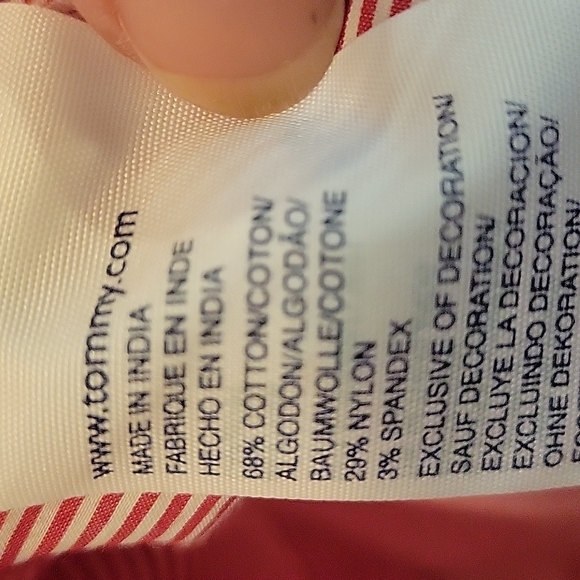 www.tommy.com
MADE IN INDIA
FABRIQUE EN INDE
HECHO EN INDIA
68% COTTON/COTON/
ALGODON/ALGODÃO/
BAUMWOLLE/COTONE
29% NYLON
3% SPANDEX
EXCLUSIVE OF DECORATION/
SAUF DECORATION/
EXCLUYE LA DECORACION/
EXCLUINDO DECORAÇÃO/
OHNE DEKORATION/